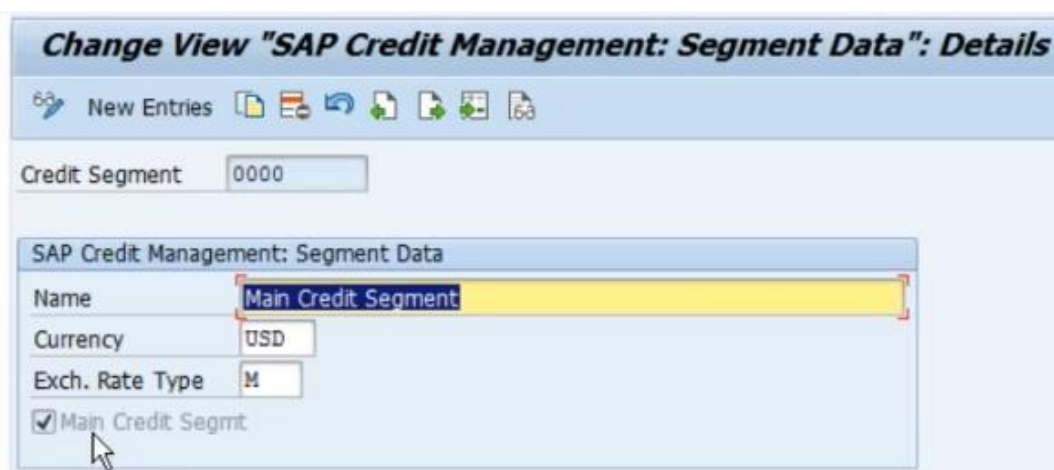 Change View "SAP Credit Management: Segment Data": Details
New Entries
Credit Segment 0000
SAP Credit Management: Segment Data
Name Main Credit Segment
Currency USD
Exch. Rate Type M
Main Credit Segmt